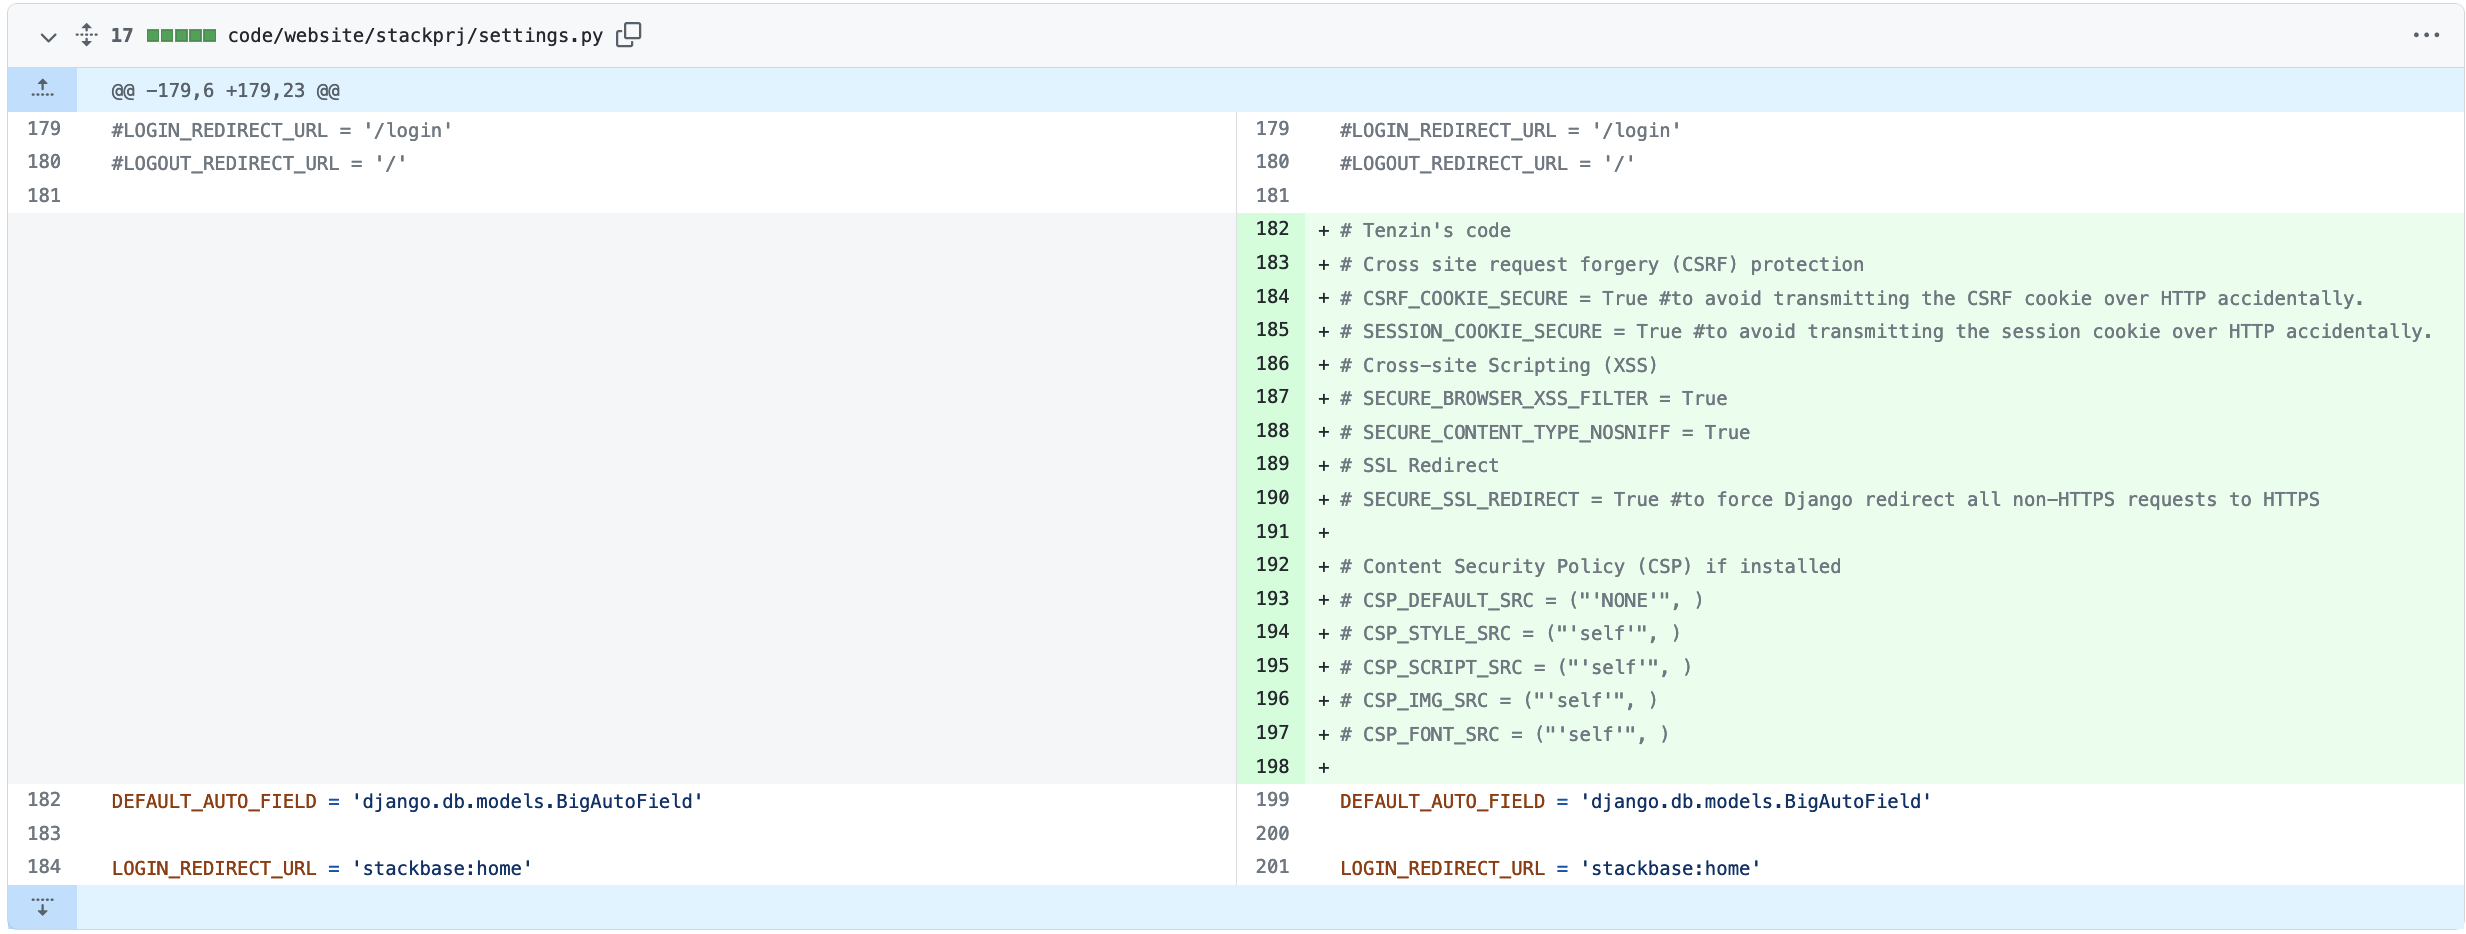 17 code/website/stackprj/settings.py
@@ -179,6 +179,23 @@
179 #LOGIN_REDIRECT_URL = '/login'
180 #LOGOUT_REDIRECT_URL = '/'
181
182 DEFAULT_AUTO_FIELD = 'django.db.models.BigAutoField'
183
184 LOGIN_REDIRECT_URL = 'stackbase:home'
179 #LOGIN_REDIRECT_URL = '/login'
180 #LOGOUT_REDIRECT_URL = '/'
181
182 + # Tenzin's code
183 + # Cross site request forgery (CSRF) protection
184 + # CSRF_COOKIE_SECURE = True #to avoid transmitting the CSRF cookie over HTTP accidentally.
185 + # SESSION_COOKIE_SECURE = True #to avoid transmitting the session cookie over HTTP accidentally.
186 + # Cross-site Scripting (XSS)
187 + # SECURE_BROWSER_XSS_FILTER = True
188 + # SECURE_CONTENT_TYPE_NOSNIFF = True
189 + # SSL Redirect
190 + # SECURE_SSL_REDIRECT = True #to force Django redirect all non-HTTPS requests to HTTPS
191 +
192 + # Content Security Policy (CSP) if installed
193 + # CSP_DEFAULT_SRC = ("'NONE'", )
194 + # CSP_STYLE_SRC = ("'self'", )
195 + # CSP_SCRIPT_SRC = ("'self'", )
196 + # CSP_IMG_SRC = ("'self'", )
197 + # CSP_FONT_SRC = ("'self'", )
198 +
199 DEFAULT_AUTO_FIELD = 'django.db.models.BigAutoField'
200
201 LOGIN_REDIRECT_URL = 'stackbase:home'